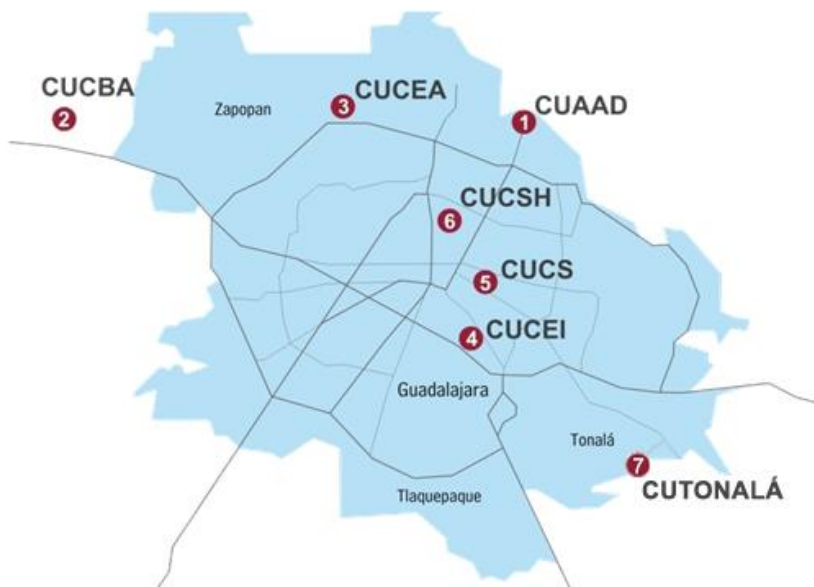 CUCBA
2
Zapopan
3
CUCEA
1
CUAAD
CUCSH
6
CUCS
5
CUCEI
4
Guadalajara
Tonalá
7
CUTONALÁ
Tlaquepaque